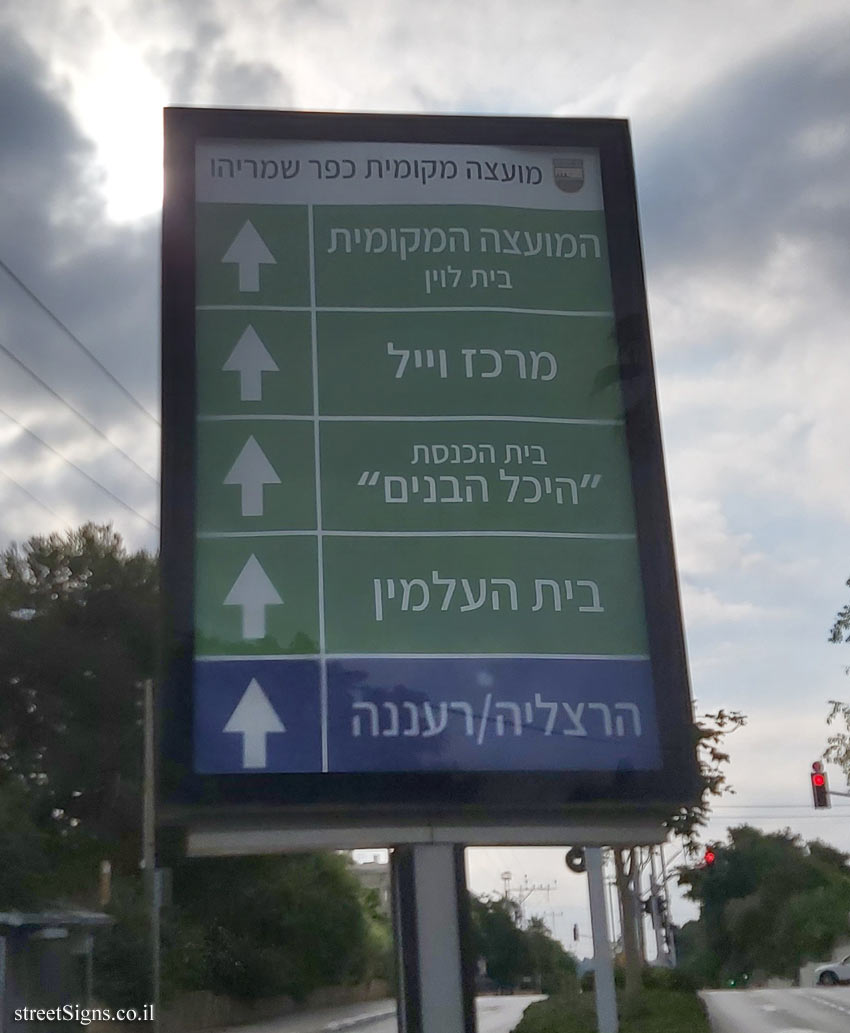 מועצה מקומית כפר שמריהו
המועצה המקומית
בית לוין
מרכז וייל
בית הכנסת
"היכל הבנים"
בית העלמין
הרצליה/רעננה
streetSigns.co.il